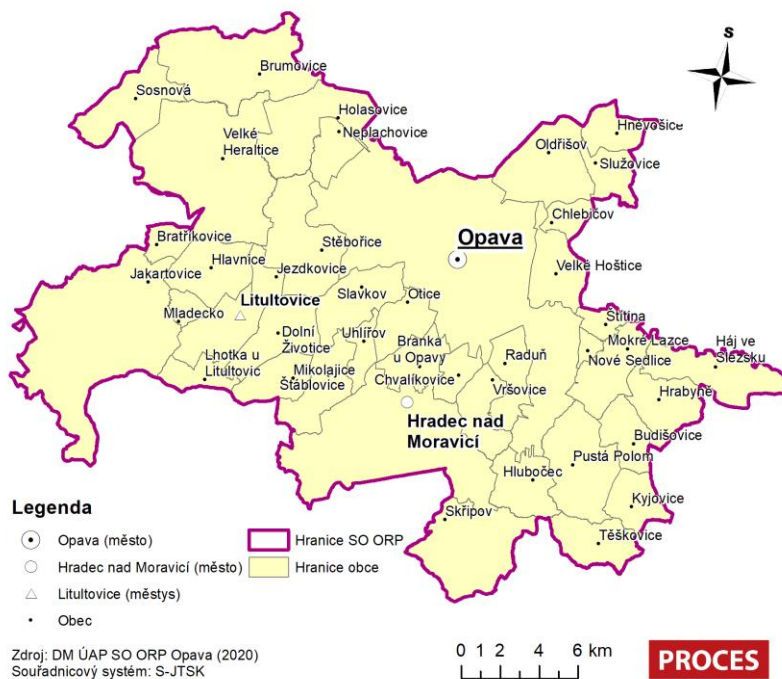 S
Brumovice
Sosnová
Holasovice
Neplachovice
Velké
Heraltice
Hněvošice
Oldřišov
Služovice
Chlebičov
Opava
Velké Hoštice
Bratříkovice
Stěbořice
Hlavnice
Jakartovice
Jezdkovice
Slavkov
Otice
Litultovice
Mladecko
Dolní
Životice
Uhlířov
Branka
u Opavy
Raduň
Štítina
Mokré Lazce
Nové Sedlice
Háj ve
Slezsku
Lhotka u
Litultovic
Mikolajice
Štáblovice
Chvalíkovice
Vršovice
Hrabyně
Hradec nad
Moravicí
Budišovice
Hlubočec
Pustá Polom
Kyjovice
Skřipov
Těškovice
Legenda
Opava (město)
Hradec nad Moravicí (město)
Litultovice (městys)
Obec
Hranice SO ORP
Hranice obce
Zdroj: DM ÚAP SO ORP Opava (2020)
Souřadnicový systém: S-JTSK
0 1 2 4 6 km
PROCES